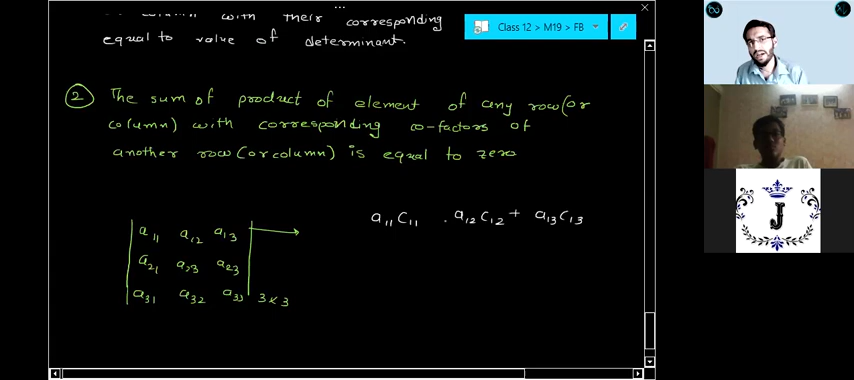 column with their corresponding
equal to value of determinant.
Class 12 > M19 > FB
2 The sum of product of element of any row (or
column) with corresponding co-factors of
another row (or column) is equal to zero
a11C11 . a12C12 + a13C13
a11 a12 a13
a21 a23 a23
a31 a32 a33 3×3
J